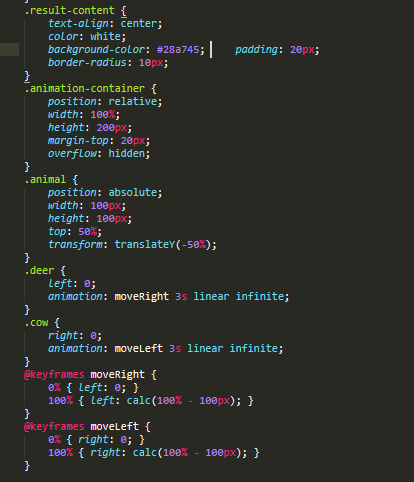 .result-content {
text-align: center;
color: white;
background-color: #28a745; padding: 20px;
border-radius: 10px;
}
.animation-container {
position: relative;
width: 100%;
height: 200px;
margin-top: 20px;
overflow: hidden;
}
.animal {
position: absolute;
width: 100px;
height: 100px;
top: 50%;
transform: translateY(-50%);
}
.deer {
left: 0;
animation: moveRight 3s linear infinite;
}
.cow {
right: 0;
animation: moveLeft 3s linear infinite;
}
@keyframes moveRight {
0% { left: 0; }
100% { left: calc(100% - 100px); }
}
@keyframes moveLeft {
0% { right: 0; }
100% { right: calc(100% - 100px); }
}